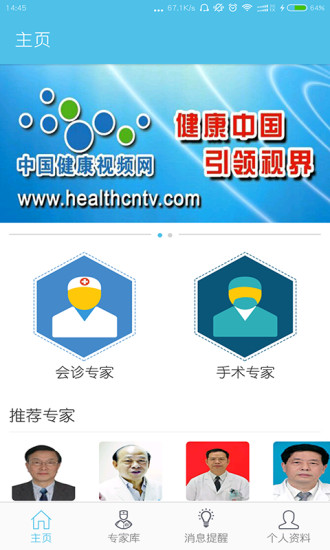 14:45
57.1K/s
64%
主页
健康中国
引领视界
中国健康视频网
www.healthcntv.com
会诊专家
手术专家
推荐专家
主页
专家库
消息提醒
个人资料